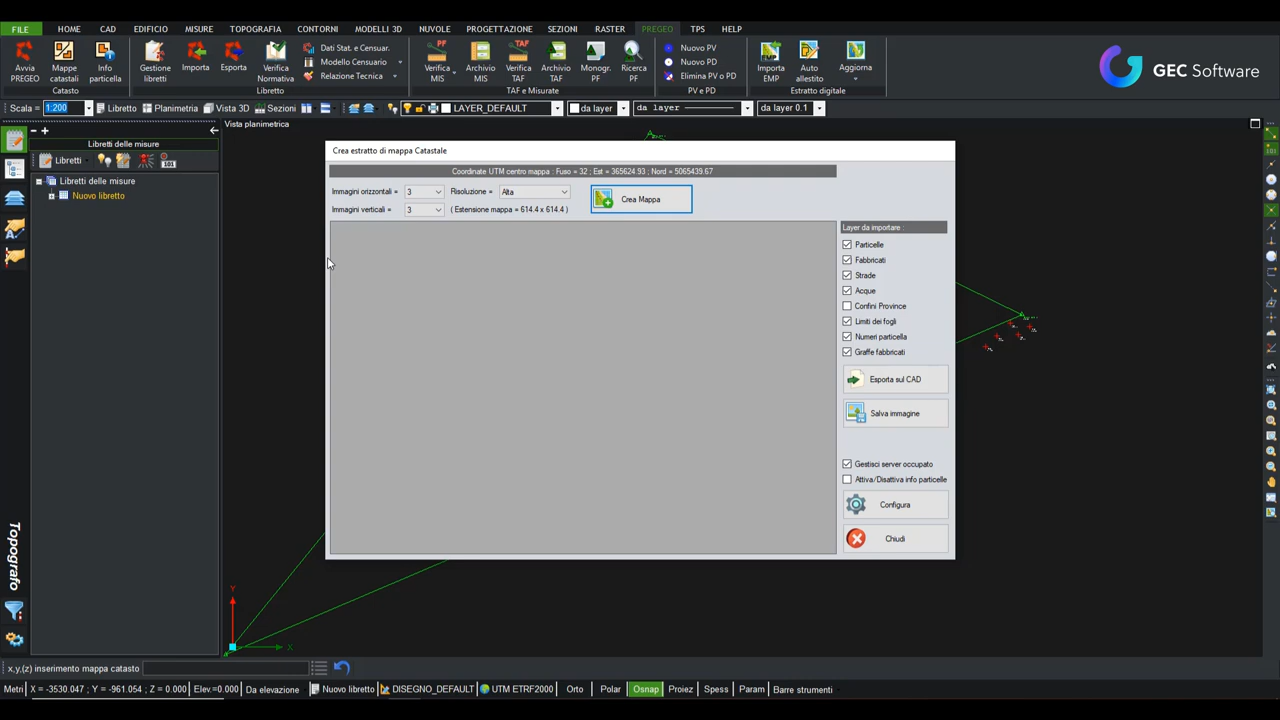 FILE HOME CAD EDIFICIO MISURE TOPOGRAFIA CONTORNI MODELLI 3D NUVOLE PROGETTAZIONE SEZIONI RASTER PREGEO TPS HELP
Avvia PREGEO
Mappe catastali
Info particella
Catasto
Gestione libretti
Importa
Esporta
Verifica Normativa
Dati Stat. e Censuar.
Modello Censuario
Relazione Tecnica
Libretto
Verifica MIS
Archivio MIS
Verifica TAF
Archivio TAF
Monogr. PF
Ricerca PF
TAF e Misurate
Nuovo PV
Nuovo PD
Elimina PV o PD
PV e PD
Importa EMP
Auto allestito
Aggiorna
Estratto digitale
GEC Software
Scala = 1:200 Libretto Planimetria Vista 3D Sezioni LAYER_DEFAULT da layer da layer da layer 0.1
Libretti delle misure
Libretti
Libretti delle misure
Nuovo libretto
Topografo
Vista planimetrica
Crea estratto di mappa Catastale
Coordinate UTM centro mappa : Fuso = 32 ; Est = 365624.93 ; Nord = 5065439.67
Immagini orizzontali = 3 Risoluzione = Alta
Immagini verticali = 3 ( Estensione mappa = 614.4 x 614.4 )
Crea Mappa
Layer da importare :
Particelle
Fabbricati
Strade
Acque
Confini Province
Limiti dei fogli
Numeri particella
Graffe fabbricati
Esporta sul CAD
Salva immagine
Gestisci server occupato
Attiva/Disattiva info particelle
Configura
Chiudi
Y
X
x,y,(z) inserimento mappa catasto
Metri X = -3530.047 ; Y = -961.054 ; Z = 0.000 Elev.=0.000 Da elevazione Nuovo libretto DISEGNO_DEFAULT UTM ETRF2000 Orto Polar Osnap Proiez Spess Param Barre strumenti